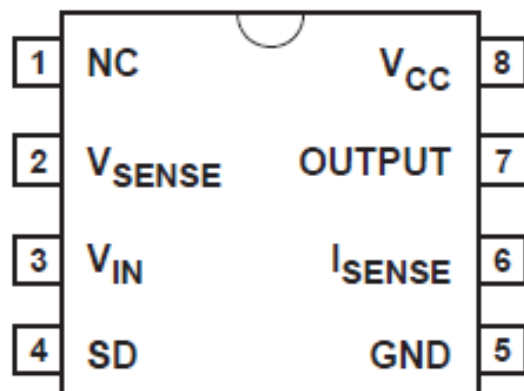 1 NC V_CC 8
2 V_SENSE OUTPUT 7
3 V_IN I_SENSE 6
4 SD GND 5